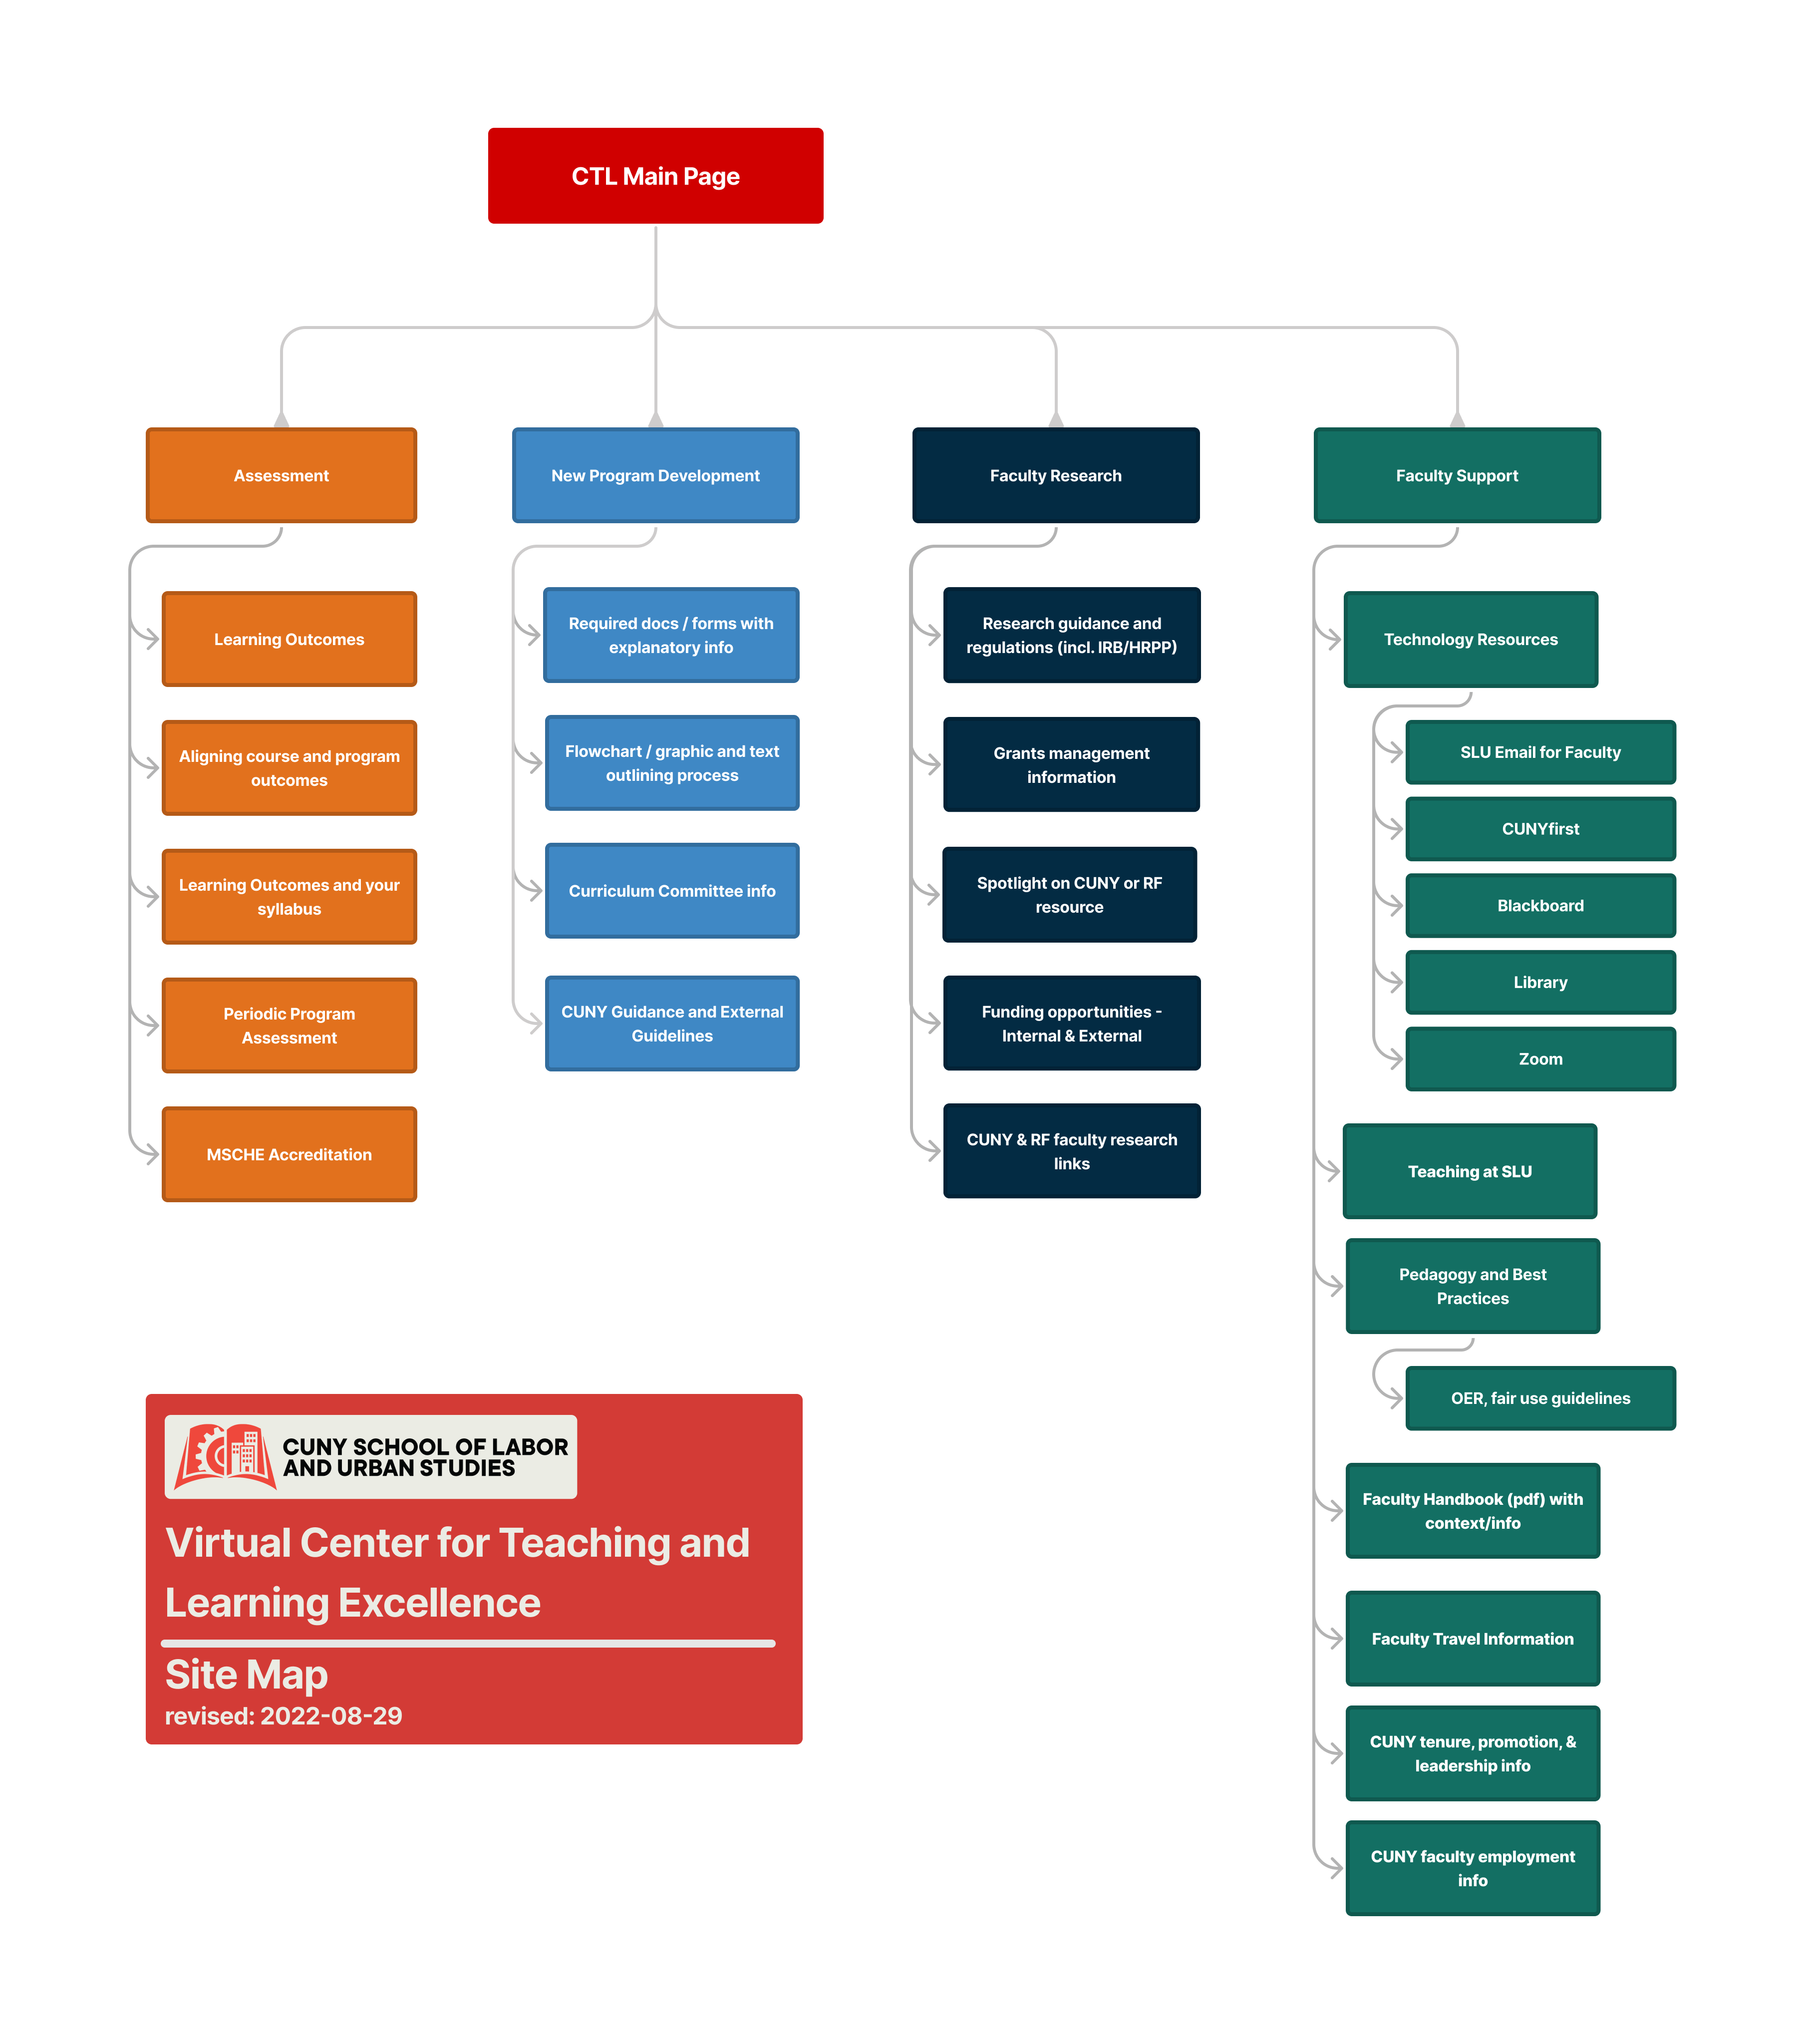 CTL Main Page
Assessment
New Program Development
Faculty Research
Faculty Support
Learning Outcomes
Aligning course and program
outcomes
Learning Outcomes and your
syllabus
Periodic Program
Assessment
MSCHE Accreditation
Required docs / forms with
explanatory info
Flowchart / graphic and text
outlining process
Curriculum Committee info
CUNY Guidance and External
Guidelines
Research guidance and
regulations (incl. IRB/HRPP)
Grants management
information
Spotlight on CUNY or RF
resource
Funding opportunities -
Internal & External
CUNY & RF faculty research
links
Technology Resources
SLU Email for Faculty
CUNYfirst
Blackboard
Library
Zoom
Teaching at SLU
Pedagogy and Best
Practices
OER, fair use guidelines
Faculty Handbook (pdf) with
context/info
Faculty Travel Information
CUNY tenure, promotion, &
leadership info
CUNY faculty employment
info
CUNY SCHOOL OF LABOR
AND URBAN STUDIES
Virtual Center for Teaching and
Learning Excellence
Site Map
revised: 2022-08-29